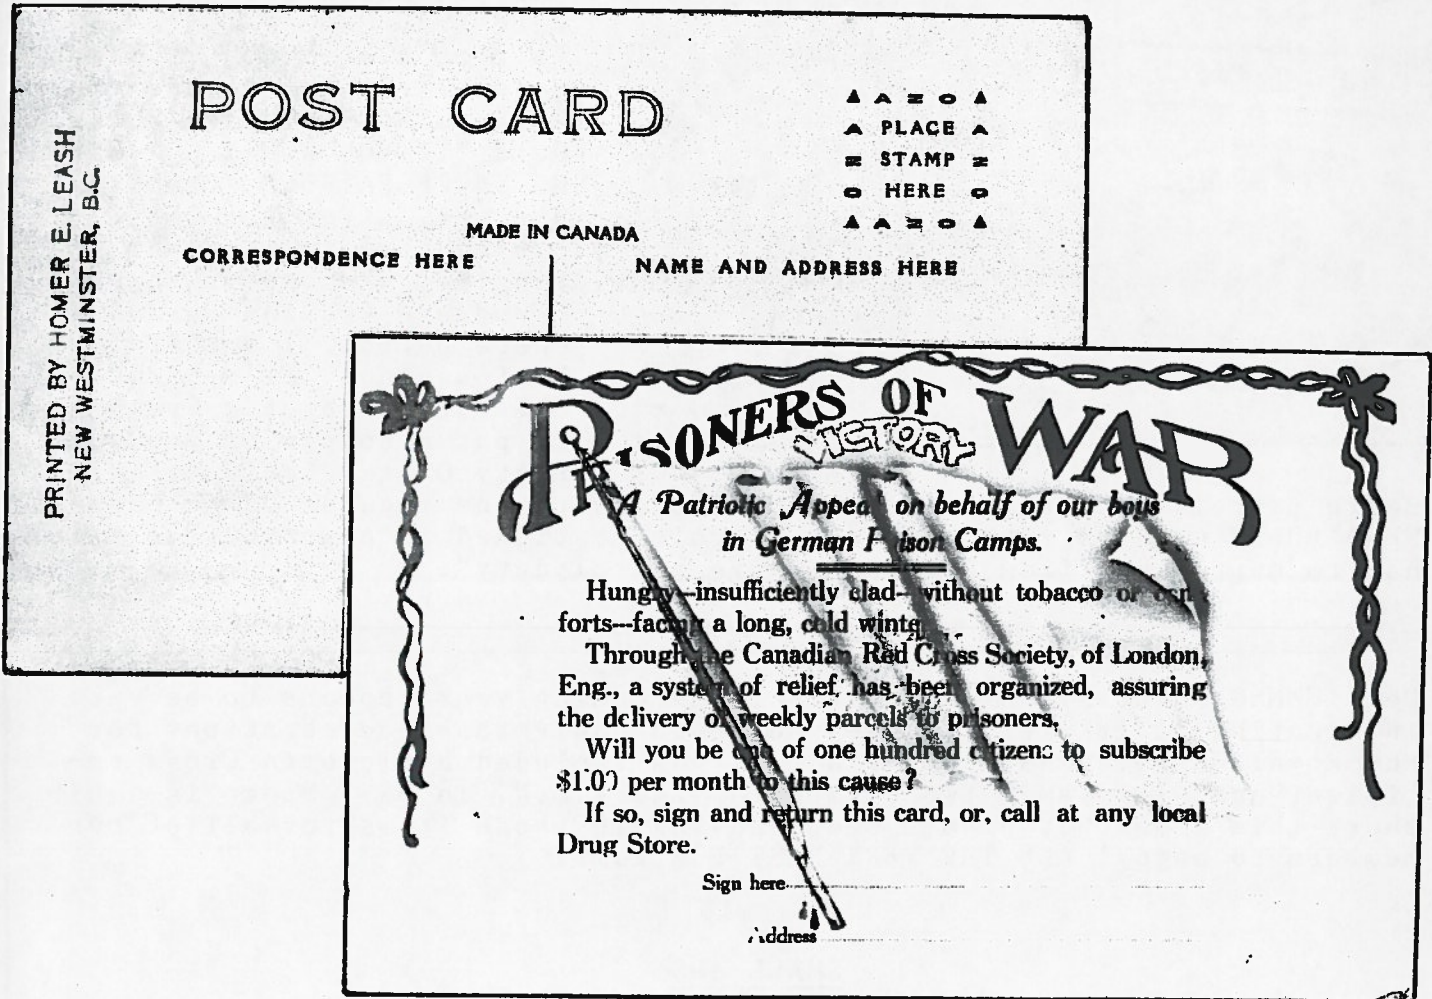 POST CARD
A Z O
PLACE
STAMP
HERE
A Z O
MADE IN CANADA
CORRESPONDENCE HERE
NAME AND ADDRESS HERE
PRINTED BY HOMER E. LEASH
NEW WESTMINSTER, B.C.
PRISONERS OF WAR
VICTORY
A Patriotic Appeal on behalf of our boys
in German Prison Camps.
Hungry--insufficiently clad--without tobacco or com-
forts---facing a long, cold winter.
Through the Canadian Red Cross Society, of London,
Eng., a system of relief has been organized, assuring
the delivery of weekly parcels to prisoners.
Will you be one of one hundred citizens to subscribe
$1.00 per month to this cause?
If so, sign and return this card, or, call at any local
Drug Store.
Sign here
Address